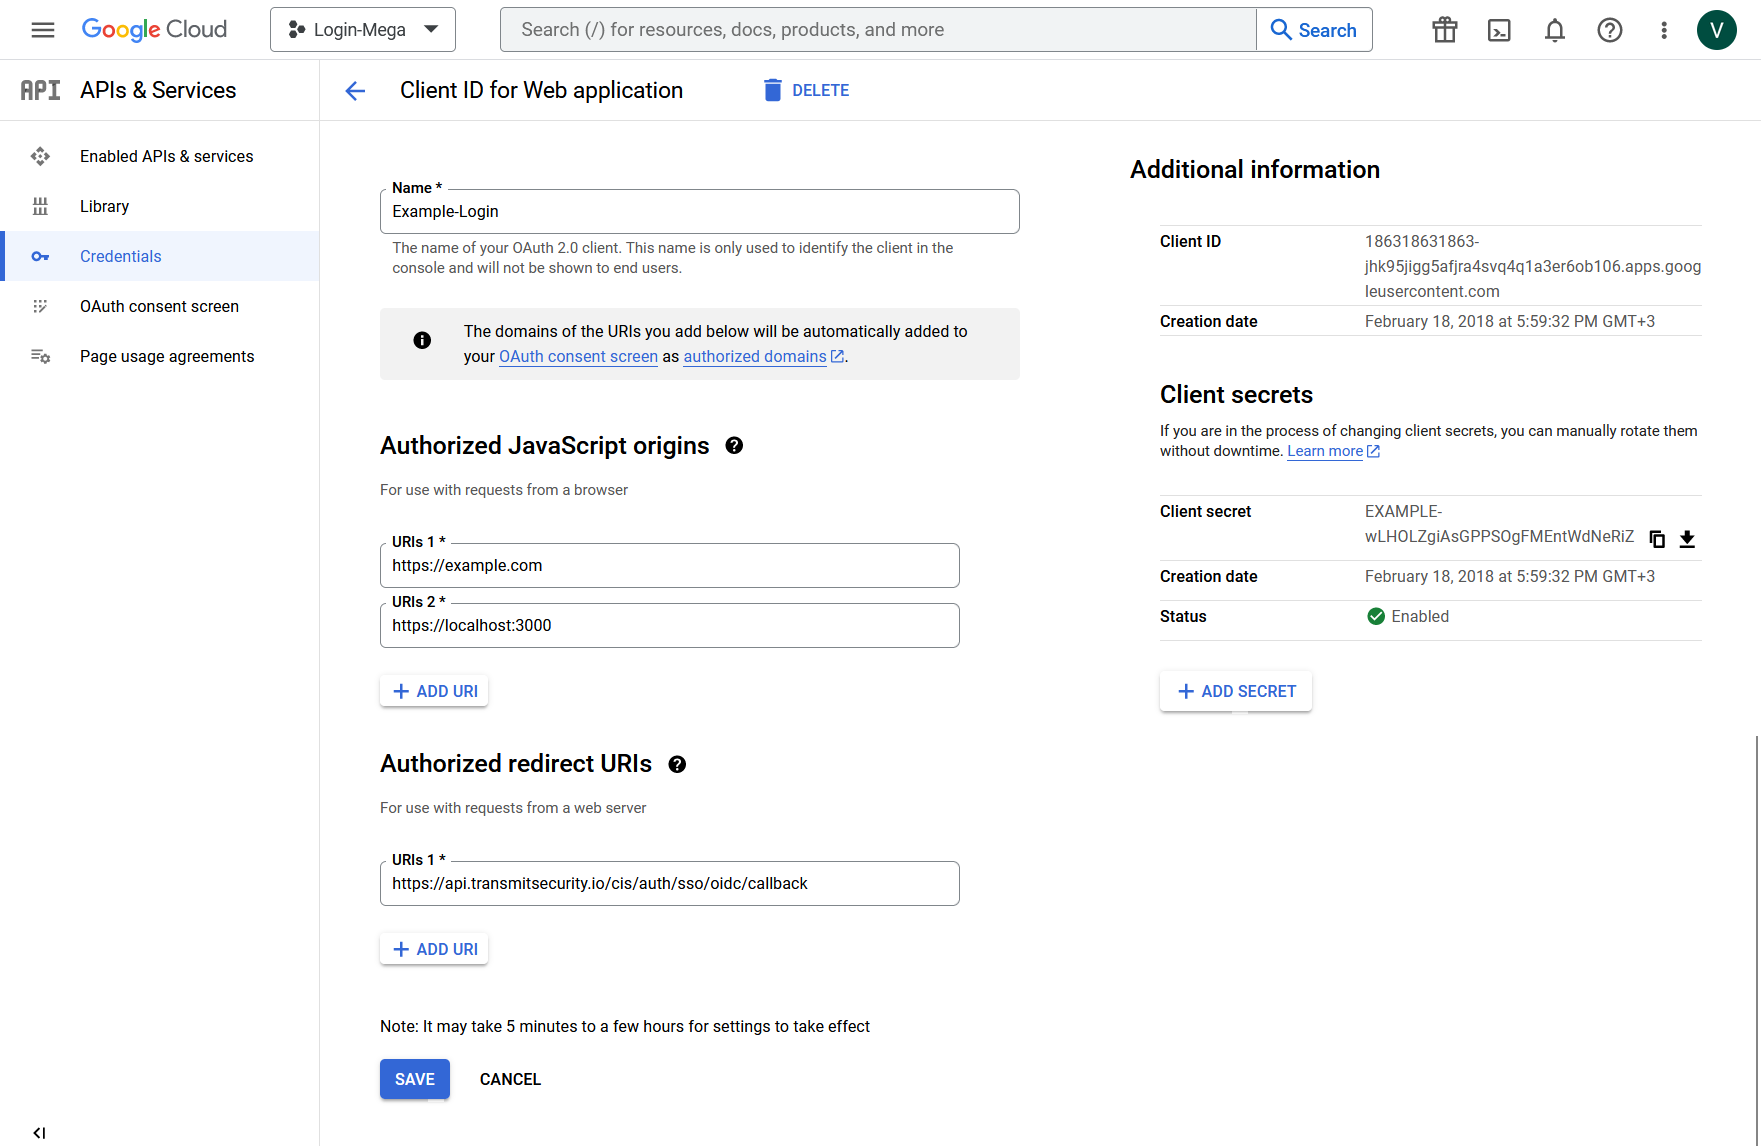 Google Cloud
Login-Mega
Search (/) for resources, docs, products, and more
Search
V
API
APIs & Services
Client ID for Web application
DELETE
Enabled APIs & services
Library
Credentials
OAuth consent screen
Page usage agreements
Name *
Example-Login
The name of your OAuth 2.0 client. This name is only used to identify the client in the
console and will not be shown to end users.
The domains of the URIs you add below will be automatically added to
your OAuth consent screen as authorized domains.
Authorized JavaScript origins
For use with requests from a browser
URIs 1 *
https://example.com
URIs 2 *
https://localhost:3000
+ ADD URI
Authorized redirect URIs
For use with requests from a web server
URIs 1 *
https://api.transmitsecurity.io/cis/auth/sso/oidc/callback
+ ADD URI
Note: It may take 5 minutes to a few hours for settings to take effect
SAVE
CANCEL
Additional information
Client ID
186318631863-
jhk95jigg5afjra4svq4q1a3er6ob106.apps.goog
leusercontent.com
Creation date
February 18, 2018 at 5:59:32 PM GMT+3
Client secrets
If you are in the process of changing client secrets, you can manually rotate them
without downtime. Learn more
Client secret
EXAMPLE-
wLHOLZgiAsGPPSOgFMEntWdNeRiZ
Creation date
February 18, 2018 at 5:59:32 PM GMT+3
Status
Enabled
+ ADD SECRET